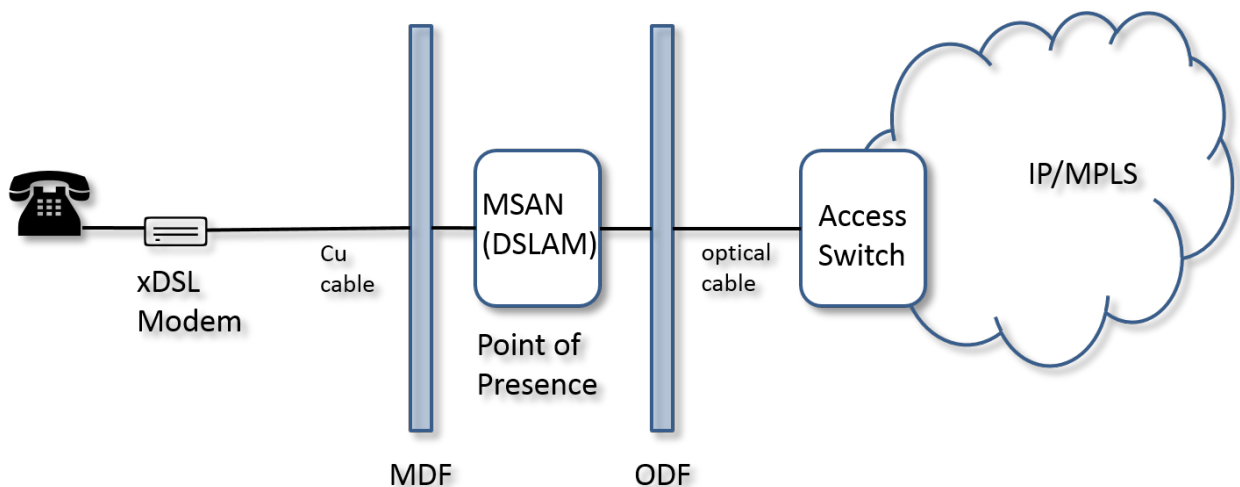 xDSL
Modem
Cu
cable
MDF
MSAN
(DSLAM)
Point of
Presence
ODF
optical
cable
Access
Switch
IP/MPLS